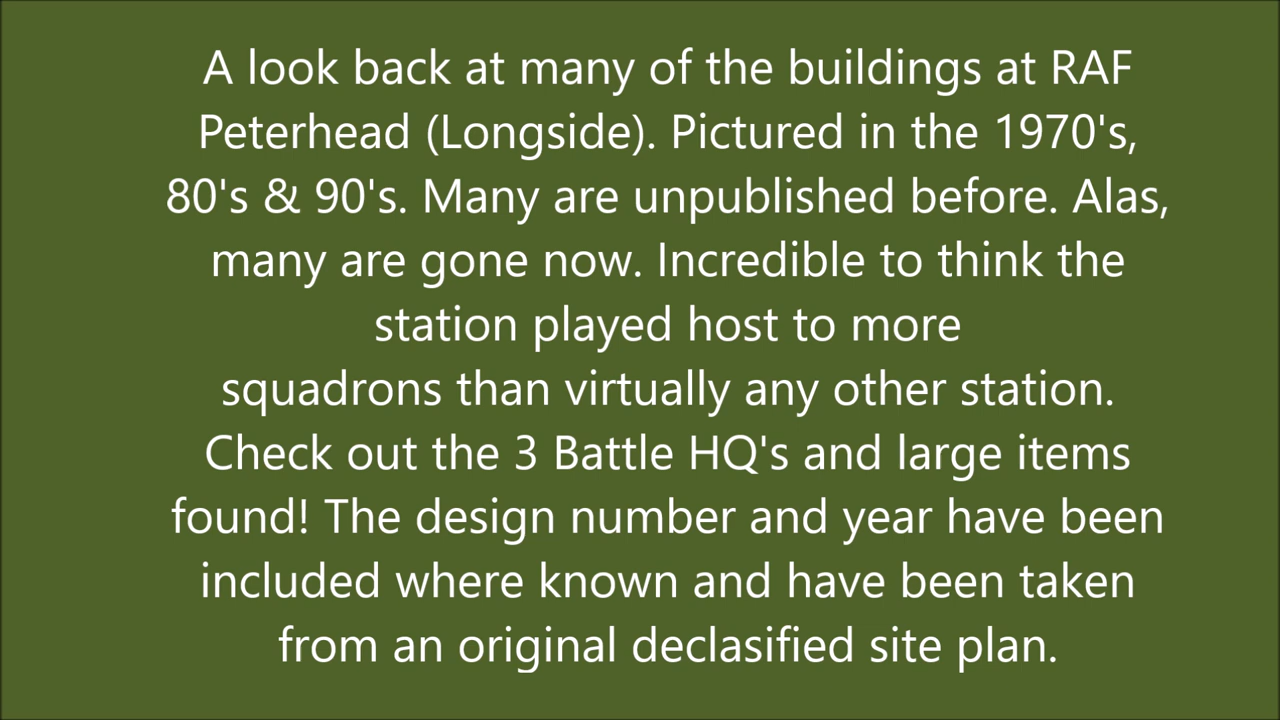 A look back at many of the buildings at RAF
Peterhead (Longside). Pictured in the 1970's,
80's & 90's. Many are unpublished before. Alas,
many are gone now. Incredible to think the
station played host to more
squadrons than virtually any other station.
Check out the 3 Battle HQ's and large items
found! The design number and year have been
included where known and have been taken
from an original declasified site plan.